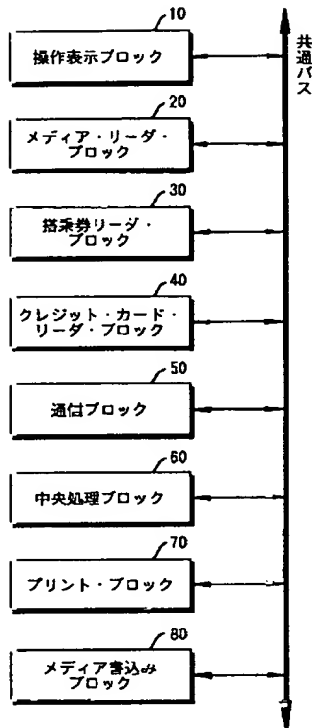 10
操作表示ブロック
共通バス
20
メディア・リーダ・
ブロック
30
搭乗券リーダ・
ブロック
40
クレジット・カード・
リーダ・ブロック
50
通信ブロック
60
中央処理ブロック
70
プリント・ブロック
80
メディア書込み
ブロック